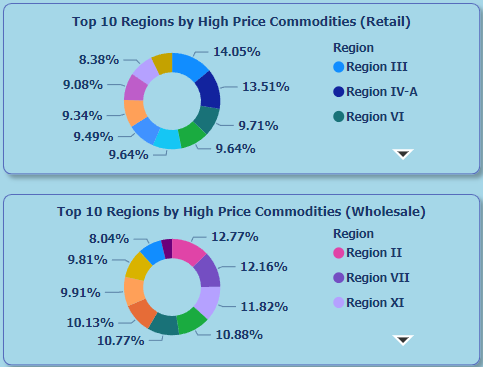 Top 10 Regions by High Price Commodities (Retail)
14.05%
13.51%
9.71%
9.64%
9.64%
9.49%
9.34%
9.08%
8.38%
Region
Region III
Region IV-A
Region VI
Top 10 Regions by High Price Commodities (Wholesale)
12.77%
12.16%
11.82%
10.88%
10.77%
10.13%
9.91%
9.81%
8.04%
Region
Region II
Region VII
Region XI